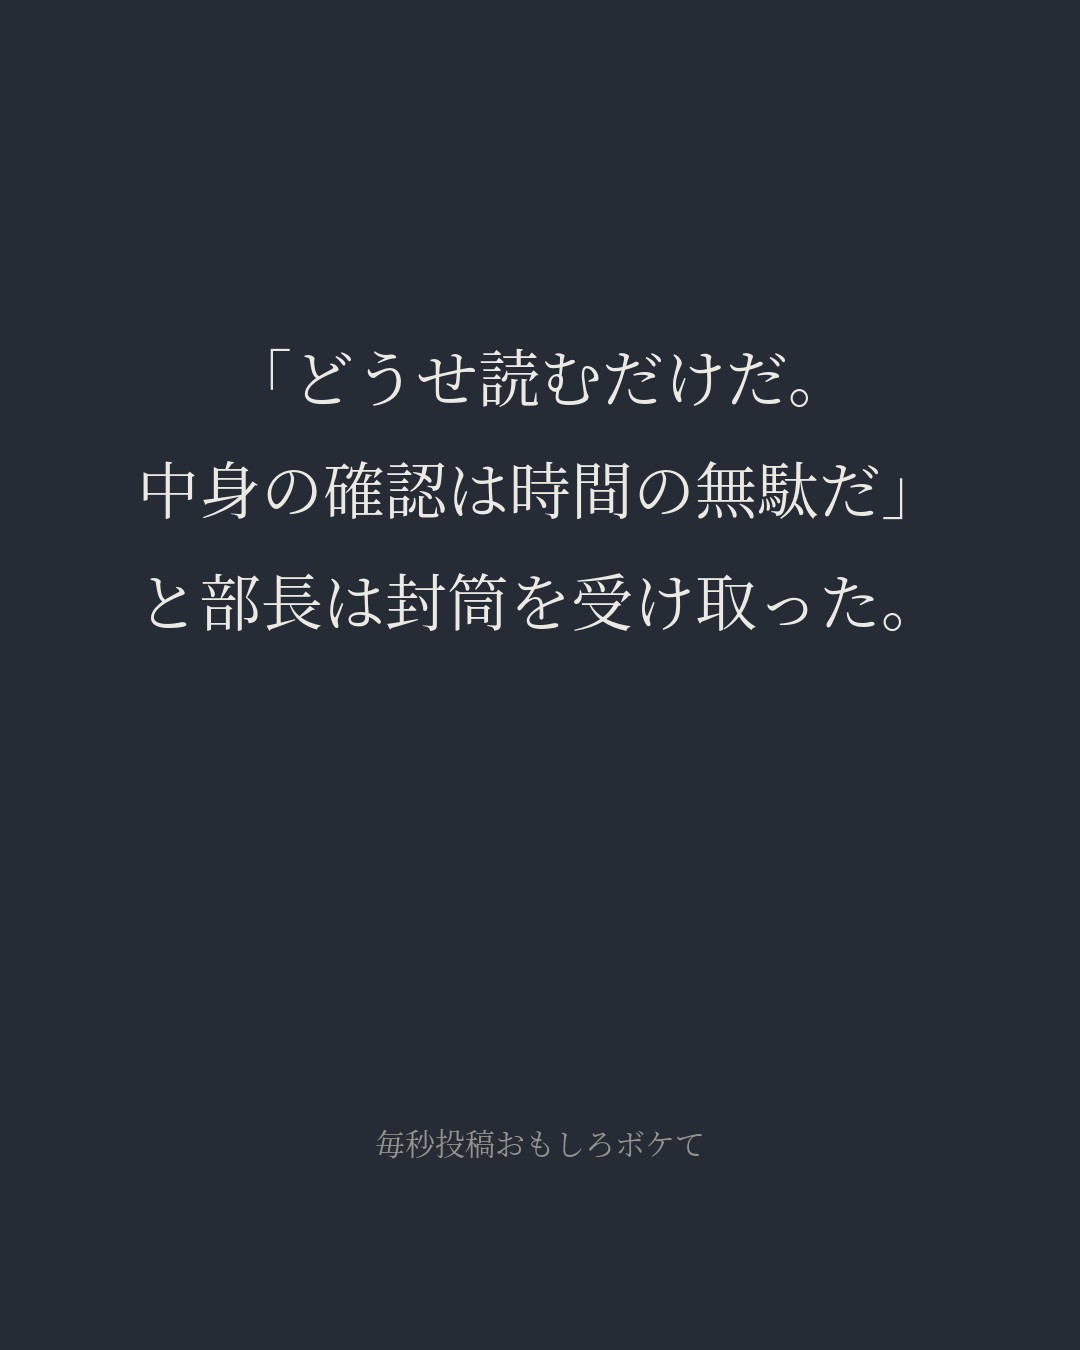 「どうせ読むだけだ。
中身の確認は時間の無駄だ」
と部長は封筒を受け取った。
毎秒投稿おもしろボケて